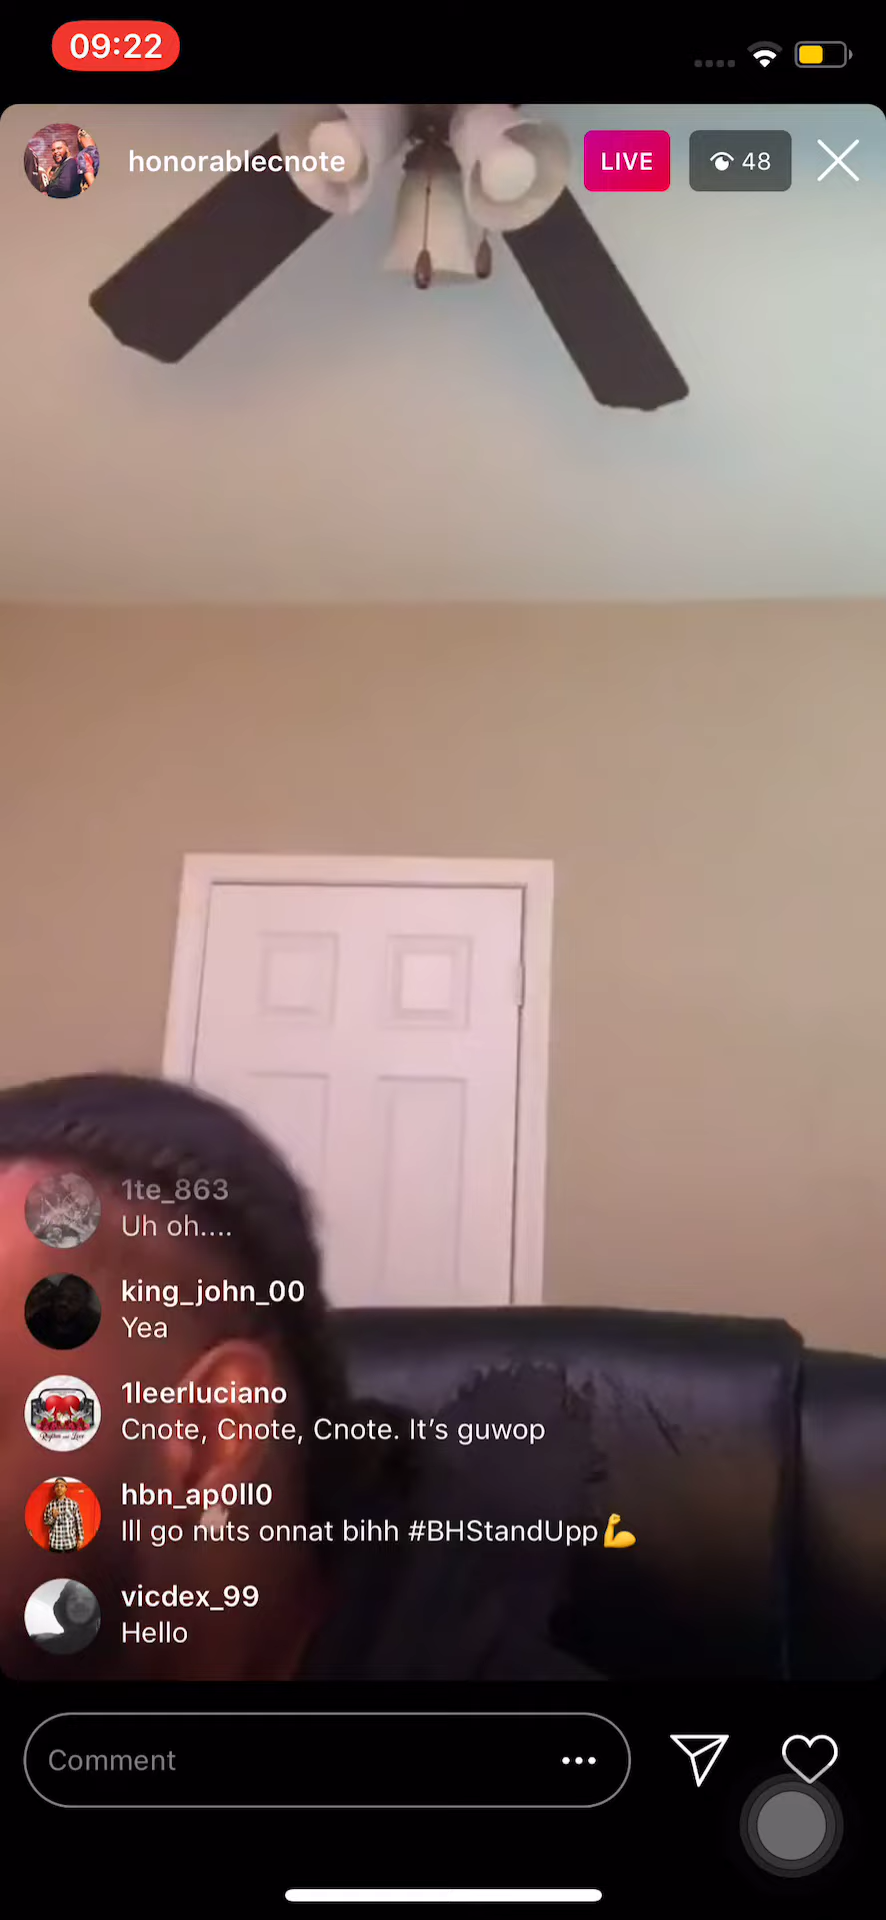 09:22
honorablecnote
LIVE
48
1te_863
Uh oh....
king_john_00
Yea
1leerluciano
Cnote, Cnote, Cnote. It’s guwop
hbn_ap0ll0
Ill go nuts onnat bihh #BHStandUpp💪
vicdex_99
Hello
Comment